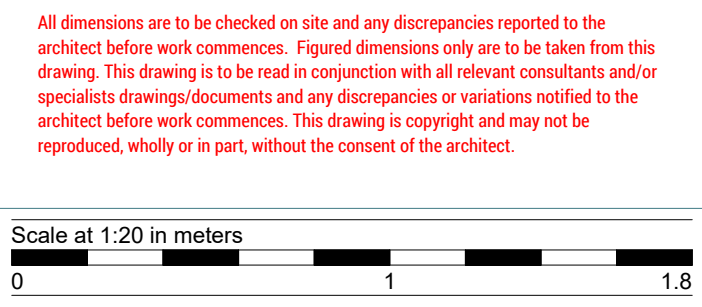 All dimensions are to be checked on site and any discrepancies reported to the
architect before work commences.  Figured dimensions only are to be taken from this
drawing. This drawing is to be read in conjunction with all relevant consultants and/or
specialists drawings/documents and any discrepancies or variations notified to the
architect before work commences. This drawing is copyright and may not be
reproduced, wholly or in part, without the consent of the architect.
Scale at 1:20 in meters
0 1 1.8